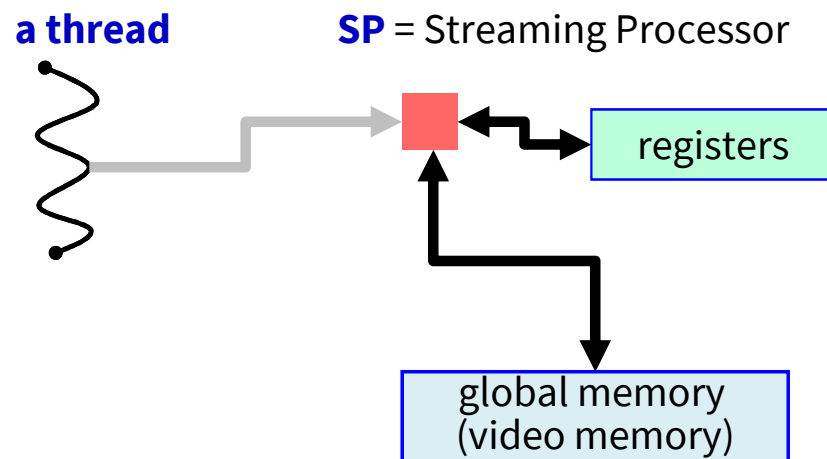 a thread
SP = Streaming Processor
registers
global memory
(video memory)